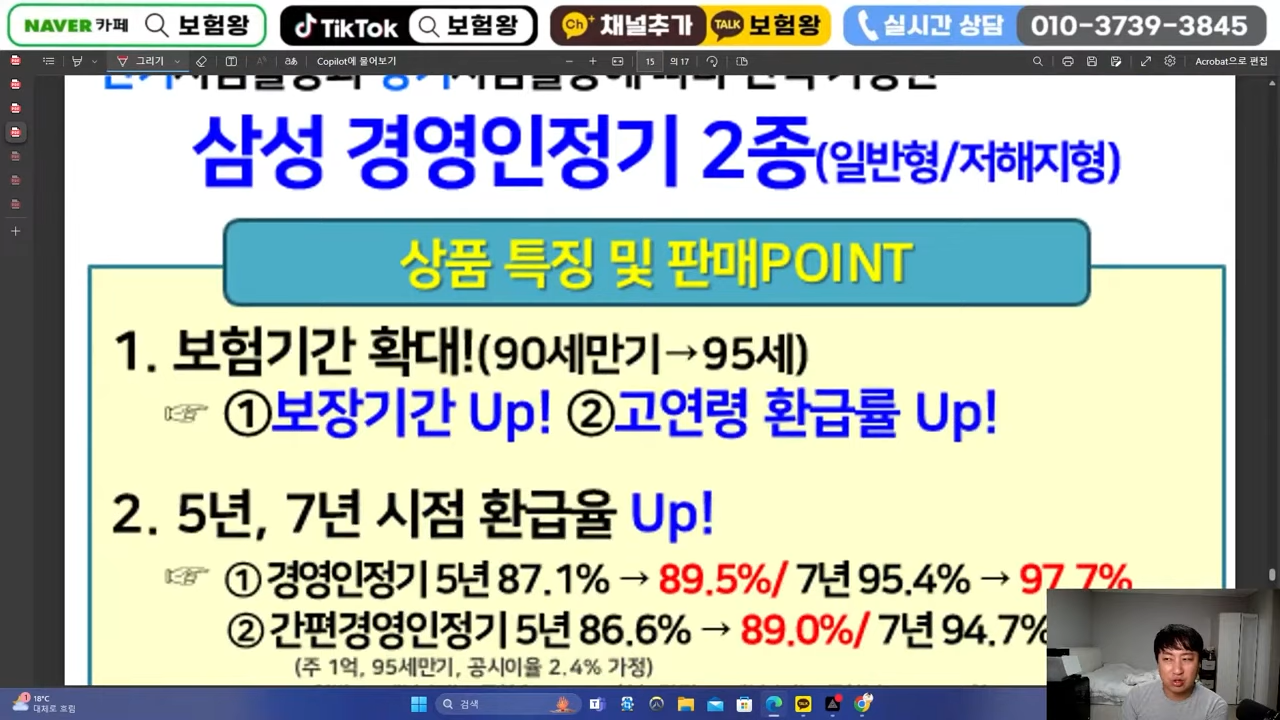 NAVER 카페 보험왕
TikTok 보험왕
Ch+ 채널추가 TALK 보험왕
실시간 상담 010-3739-3845
그리기
Copilot에 물어보기
15 의 17
Acrobat으로 편집
삼성 경영인정기 2종(일반형/저해지형)
상품 특징 및 판매POINT
1. 보험기간 확대!(90세만기→95세)
☞ ①보장기간 Up! ②고연령 환급률 Up!
2. 5년, 7년 시점 환급율 Up!
☞ ① 경영인정기 5년 87.1% → 89.5%/ 7년 95.4% → 97.7%
② 간편경영인정기 5년 86.6% → 89.0%/ 7년 94.7%
(주 1억, 95세만기, 공시이율 2.4% 가정)
18°C
대체로 흐림
검색